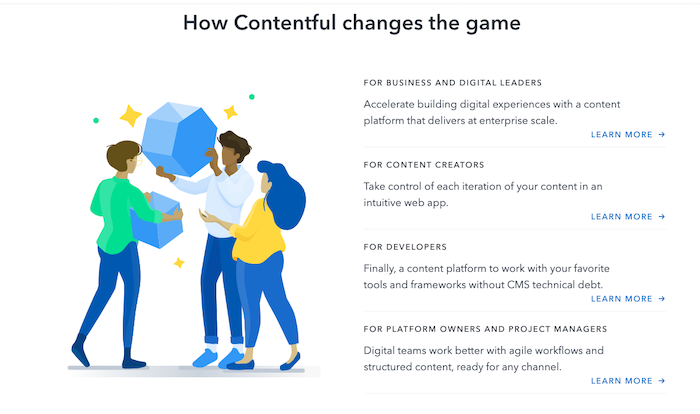 How Contentful changes the game
FOR BUSINESS AND DIGITAL LEADERS
Accelerate building digital experiences with a content
platform that delivers at enterprise scale.
LEARN MORE →
FOR CONTENT CREATORS
Take control of each iteration of your content in an
intuitive web app.
LEARN MORE →
FOR DEVELOPERS
Finally, a content platform to work with your favorite
tools and frameworks without CMS technical debt.
LEARN MORE →
FOR PLATFORM OWNERS AND PROJECT MANAGERS
Digital teams work better with agile workflows and
structured content, ready for any channel.
LEARN MORE →